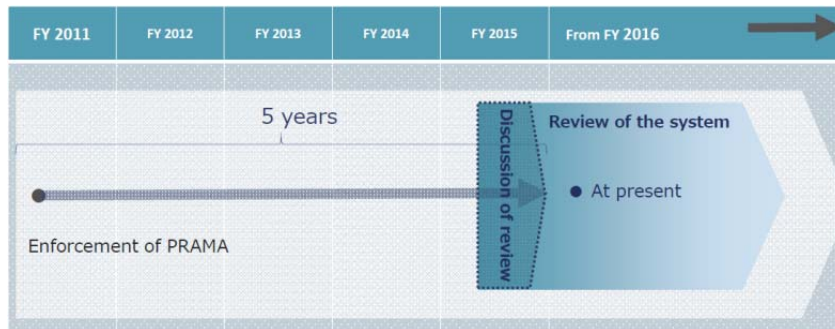 FY 2011 FY 2012 FY 2013 FY 2014 FY 2015 From FY 2016
5 years
Discussion of review
Review of the system
At present
Enforcement of PRAMA